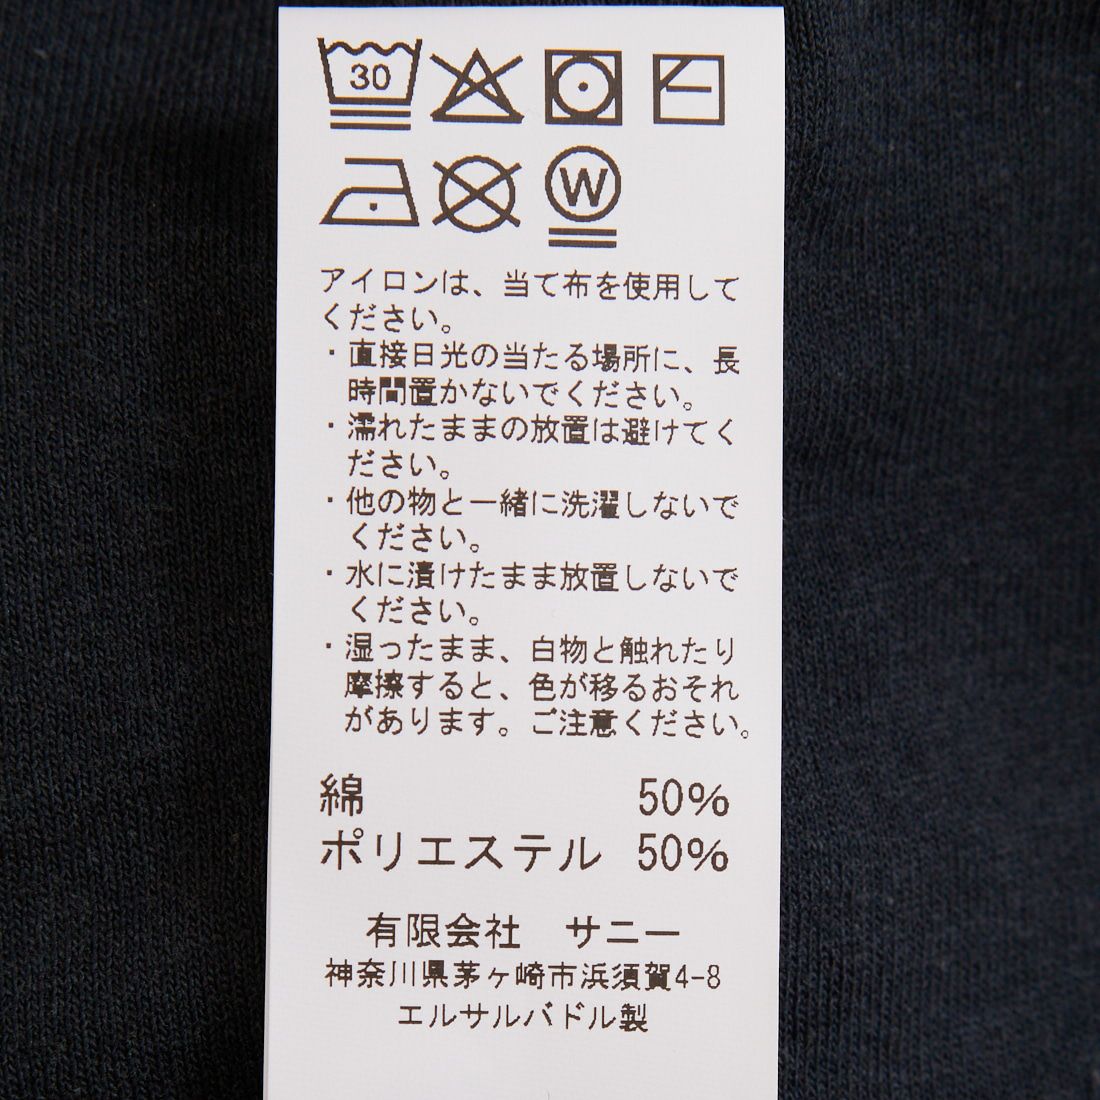 30
W
アイロンは、当て布を使用して
ください。
・直接日光の当たる場所に、長
時間置かないでください。
・濡れたままの放置は避けてく
ださい。
・他の物と一緒に洗濯しないで
ください。
・水に漬けたまま放置しないで
ください。
・湿ったまま、白物と触れたり
摩擦すると、色が移るおそれ
があります。ご注意ください。
綿 50%
ポリエステル 50%
有限会社 サニー
神奈川県茅ヶ崎市浜須賀4-8
エルサルバドル製